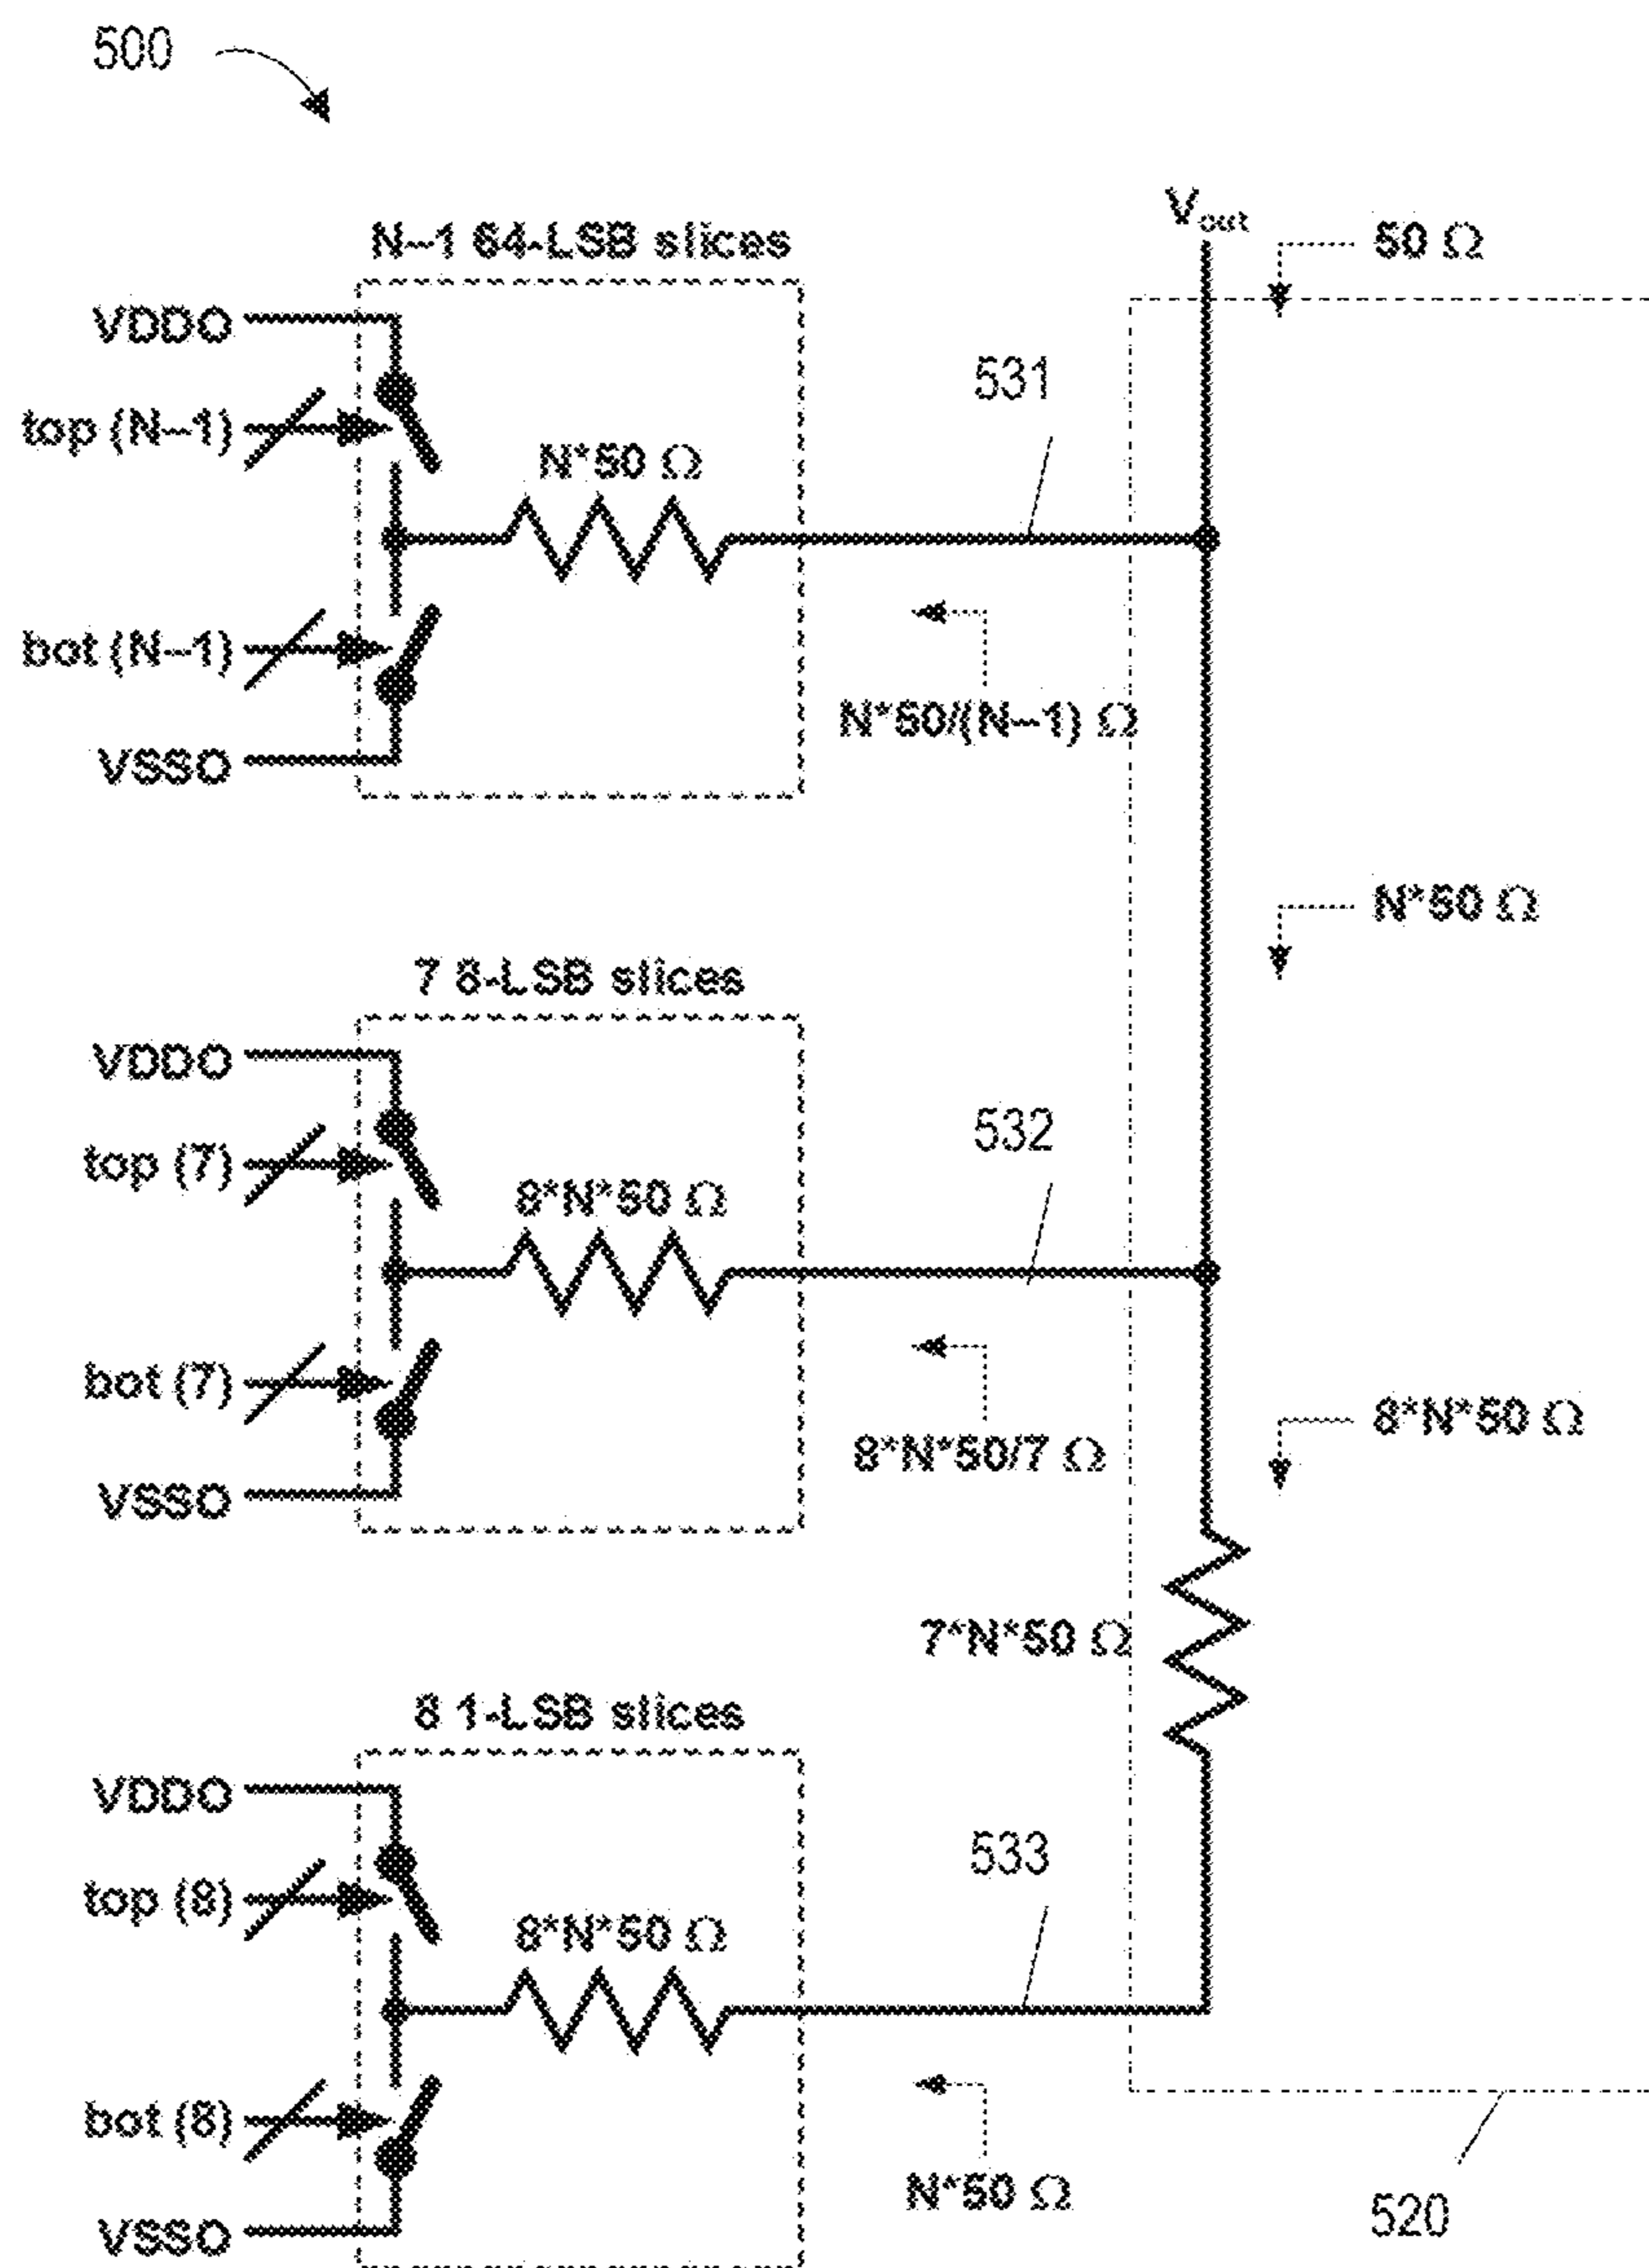 500
Vout
50 Ω
N–1 64-LSB slices
VDDO
top (N–1)
N*50 Ω
531
bot (N–1)
N*50/(N–1) Ω
VSSO
N*50 Ω
7 8-LSB slices
VDDO
top (7)
8*N*50 Ω
532
bot (7)
8*N*50/7 Ω
8*N*50 Ω
VSSO
7*N*50 Ω
8 1-LSB slices
VDDO
top (8)
8*N*50 Ω
533
bot (8)
N*50 Ω
VSSO
520